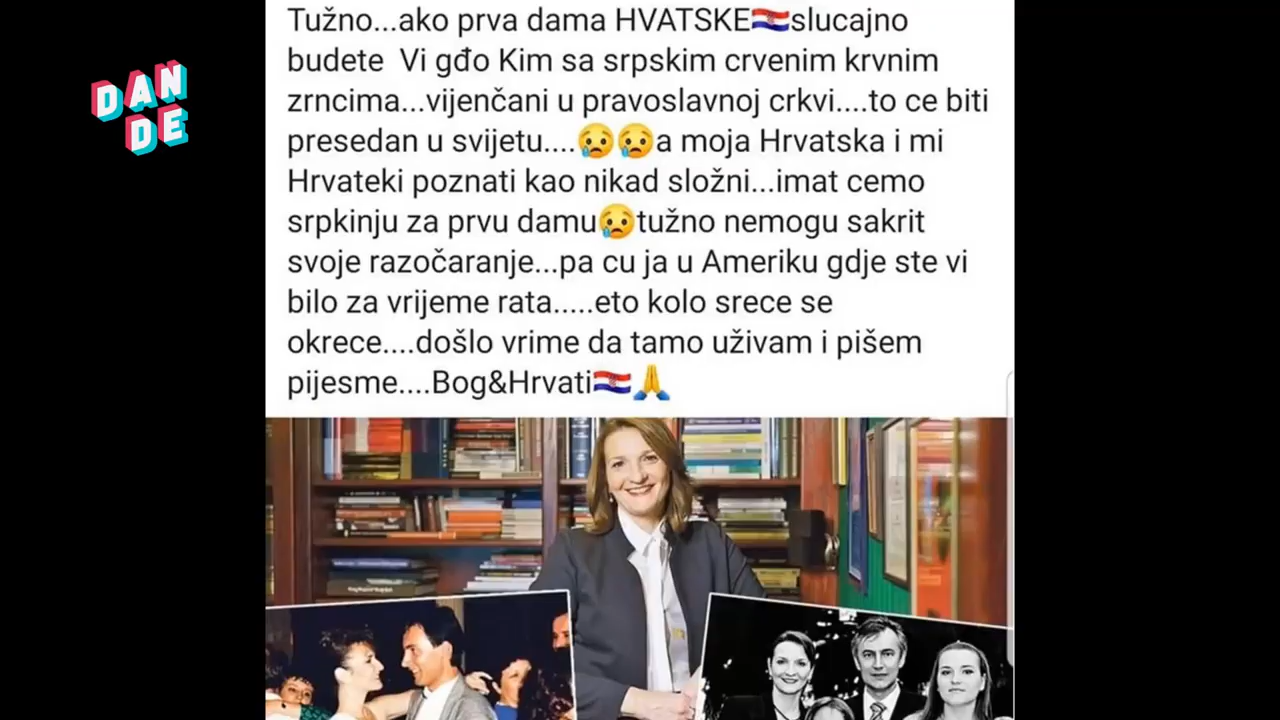 DAN
DE
Tužno...ako prva dama HVATSKE🇭🇷slucajno
budete Vi gđo Kim sa srpskim crvenim krvnim
zrncima...vijenčani u pravoslavnoj crkvi....to ce biti
presedan u svijetu....😢😢a moja Hrvatska i mi
Hrvateki poznati kao nikad složni...imat cemo
srpkinju za prvu damu😢tužno nemogu sakrit
svoje razočaranje...pa cu ja u Ameriku gdje ste vi
bilo za vrijeme rata.....eto kolo srece se
okrece....došlo vrime da tamo uživam i pišem
pijesme....Bog&Hrvati🇭🇷🙏